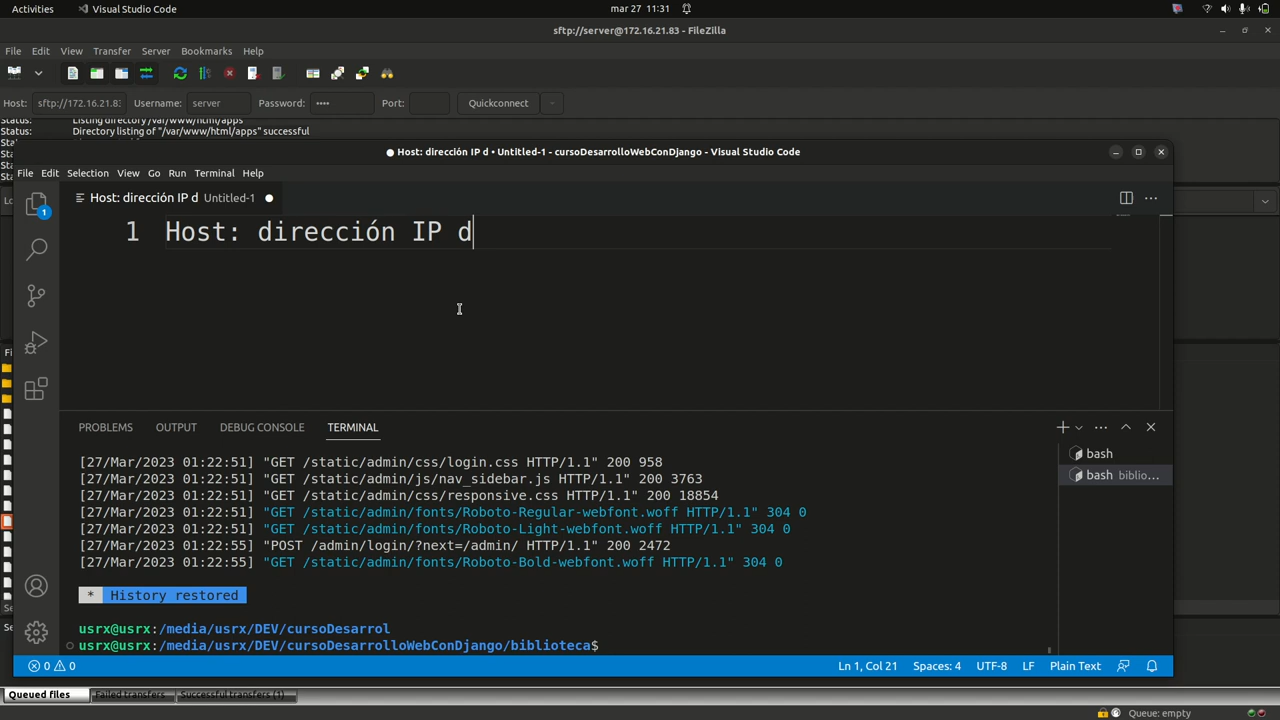 Activities Visual Studio Code mar 27 11:31
sftp://server@172.16.21.83 - FileZilla
File Edit View Transfer Server Bookmarks Help
Host: sftp://172.16.21.8 Username: server Password: •••• Port: Quickconnect
Status: Listing directory /var/www/html/apps
Status: Directory listing of "/var/www/html/apps" successful
● Host: dirección IP d • Untitled-1 - cursoDesarrolloWebConDjango - Visual Studio Code
File Edit Selection View Go Run Terminal Help
Host: dirección IP d Untitled-1 ●
1 Host: dirección IP d
1
PROBLEMS OUTPUT DEBUG CONSOLE TERMINAL
[27/Mar/2023 01:22:51] "GET /static/admin/css/login.css HTTP/1.1" 200 958
[27/Mar/2023 01:22:51] "GET /static/admin/js/nav_sidebar.js HTTP/1.1" 200 3763
[27/Mar/2023 01:22:51] "GET /static/admin/css/responsive.css HTTP/1.1" 200 18854
[27/Mar/2023 01:22:51] "GET /static/admin/fonts/Roboto-Regular-webfont.woff HTTP/1.1" 304 0
[27/Mar/2023 01:22:51] "GET /static/admin/fonts/Roboto-Light-webfont.woff HTTP/1.1" 304 0
[27/Mar/2023 01:22:55] "POST /admin/login/?next=/admin/ HTTP/1.1" 200 2472
[27/Mar/2023 01:22:55] "GET /static/admin/fonts/Roboto-Bold-webfont.woff HTTP/1.1" 304 0
* History restored
usrx@usrx:/media/usrx/DEV/cursoDesarrol
usrx@usrx:/media/usrx/DEV/cursoDesarrolloWebConDjango/biblioteca$
bash
bash biblio...
0 0 Ln 1, Col 21 Spaces: 4 UTF-8 LF Plain Text
Queued files Failed transfers Successful transfers (1)
Queue: empty